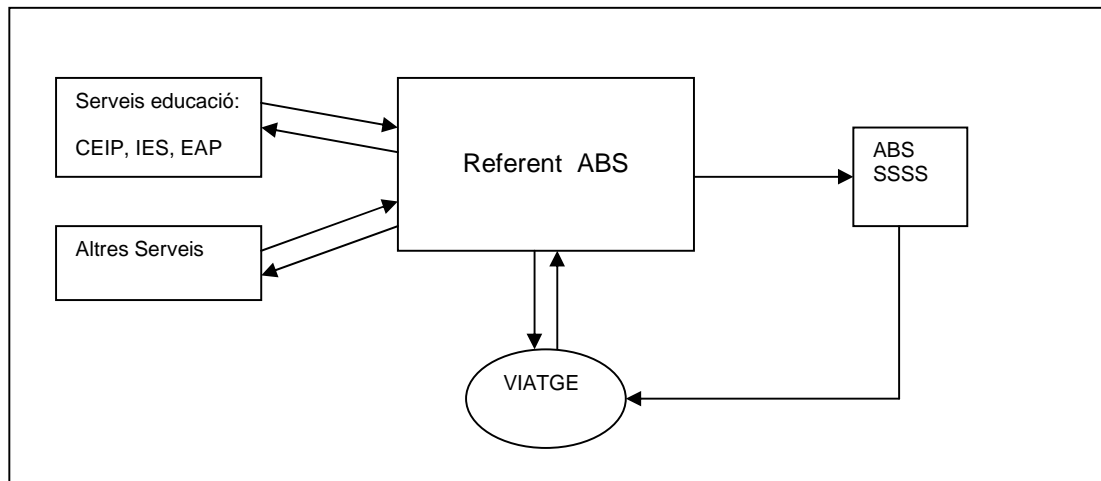 Serveis educació:
CEIP, IES, EAP
Referent ABS
ABS
SSSS
Altres Serveis
VIATGE